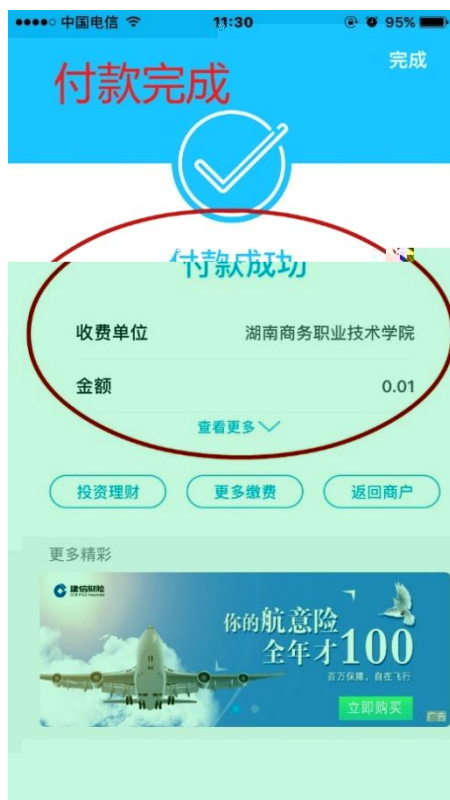 中国电信 11:30 95%
完成
付款完成
付款成功
收费单位 湖南商务职业技术学院
金额 0.01
查看更多
投资理财 更多缴费 返回商户
更多精彩
建信财险
你的航意险
全年才100
百万保障，自在飞行
立即购买
广告